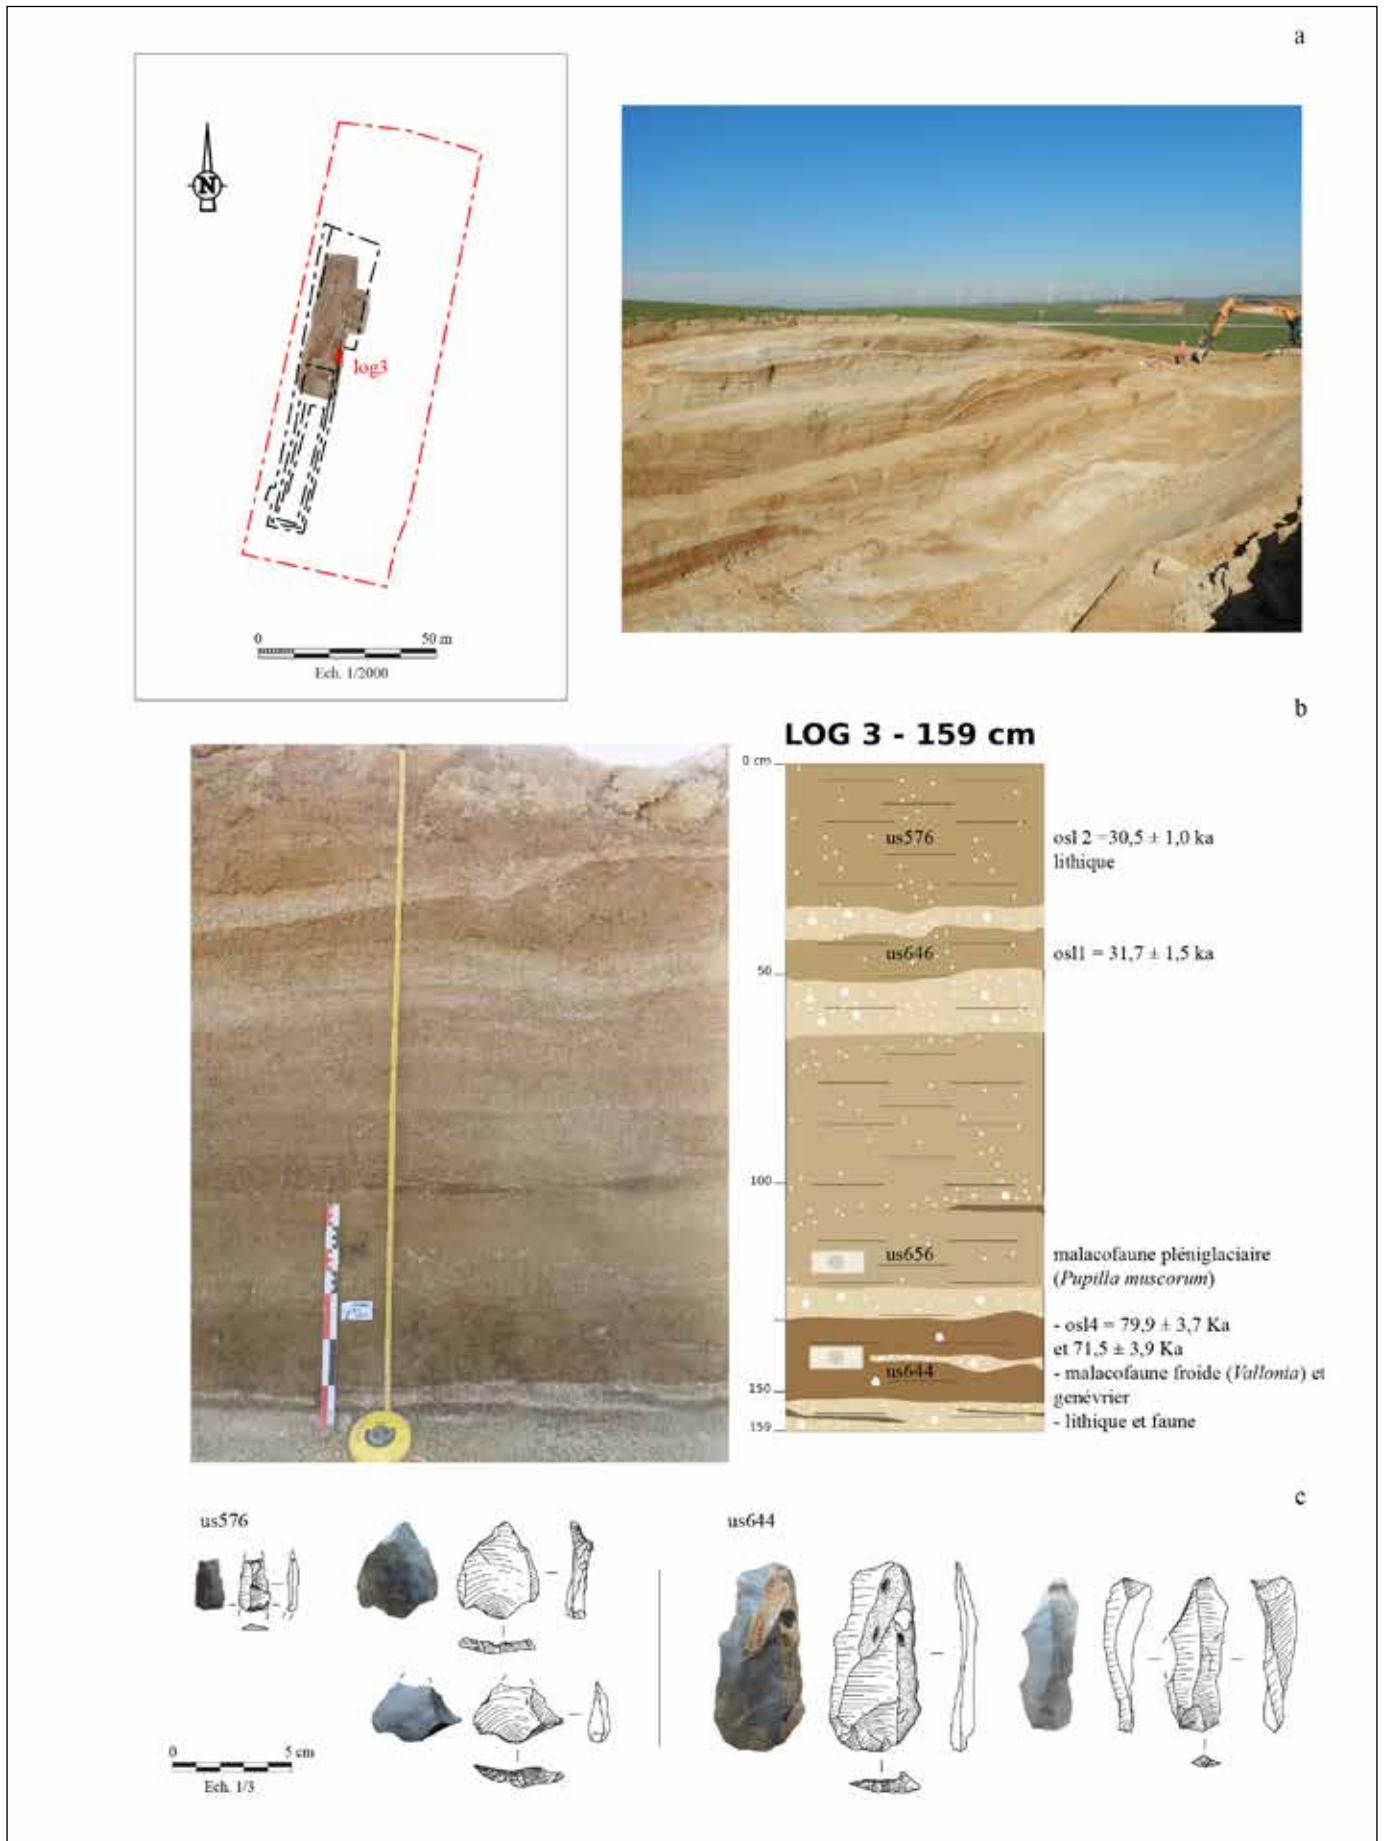 a
N
log3
0 50 m
Ech. 1/2000
b
LOG 3 - 159 cm
0 cm
us576
osl 2 =30,5 ± 1,0 ka
lithique
us646
osl1 = 31,7 ± 1,5 ka
50
100
us656
malacofaune pléniglaciaire
(Pupilla muscorum)
- osl4 = 79,9 ± 3,7 Ka
et 71,5 ± 3,9 Ka
us644
- malacofaune froide (Vallonia) et
genévrier
150
- lithique et faune
159
c
us576
us644
0 5 cm
Ech. 1/3